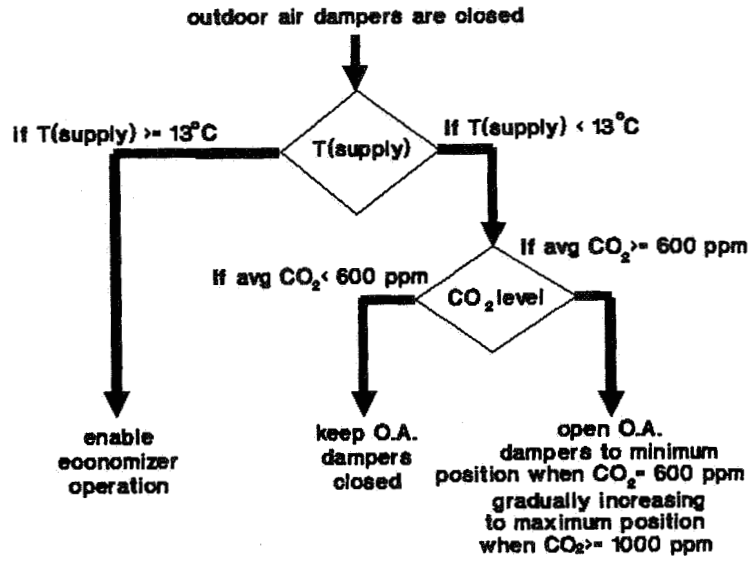 outdoor air dampers are closed
if T(supply) >= 13°C
T(supply)
If T(supply) < 13°C
If avg CO₂>= 600 ppm
If avg CO₂< 600 ppm
CO₂ level
enable
economizer
operation
keep O.A.
dampers
closed
open O.A.
dampers to minimum
position when CO₂= 600 ppm
gradually increasing
to maximum position
when CO₂>= 1000 ppm